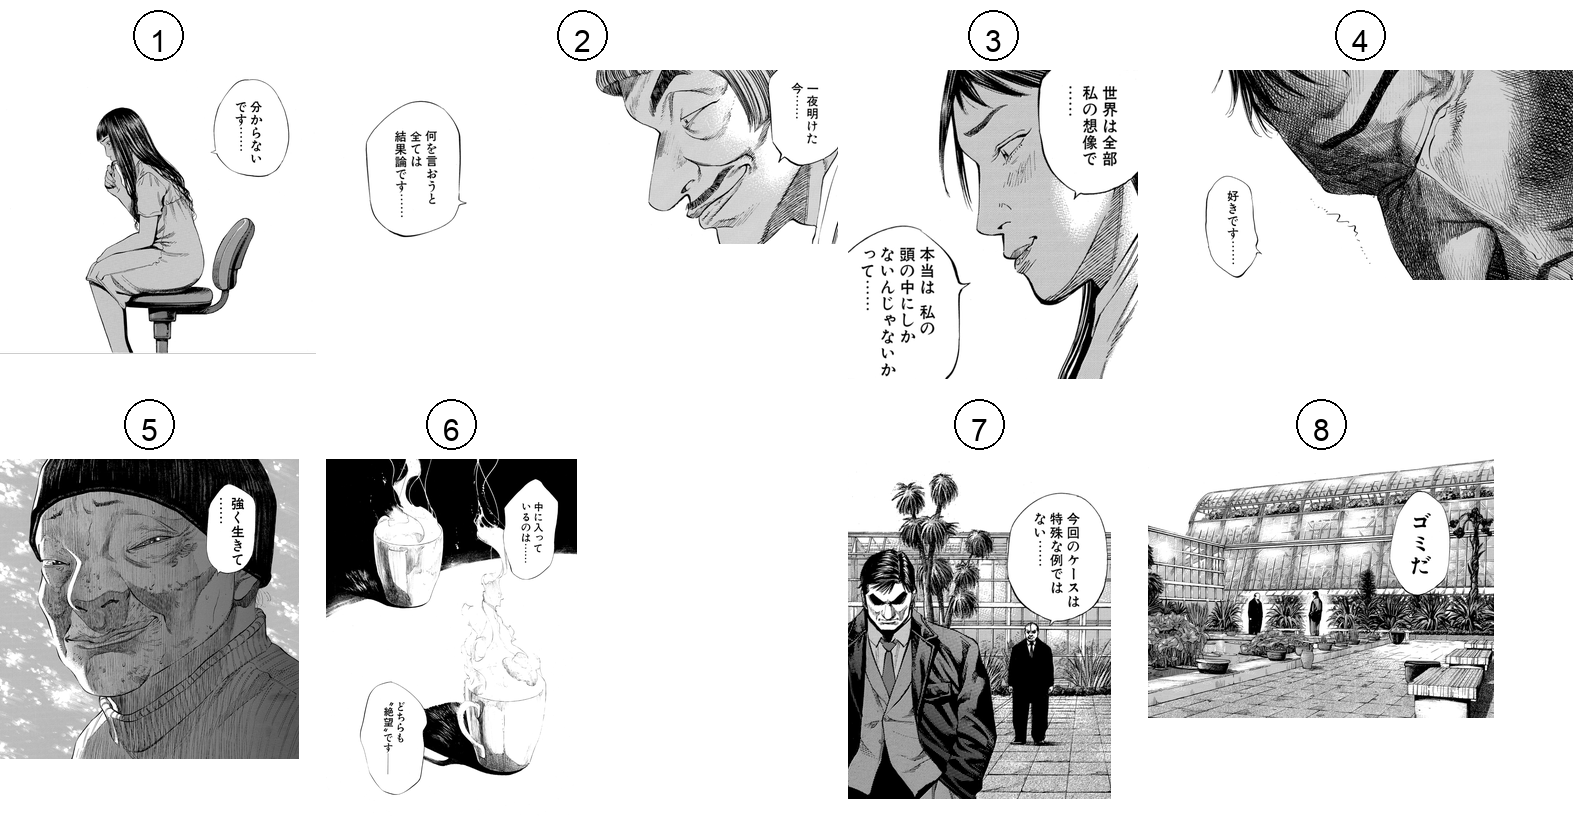 1
分からない
です……
2
一夜明けた
今……
何を言おうと
全ては
結果論です……
3
世界は全部
私の想像で
……
本当は 私の
頭の中にしか
ないんじゃないか
って……
4
好きです……
5
強く生きて
……
6
中に入って
いるのは……
どちらも
〝絶望〟です――
7
今回のケースは
特殊な例では
ない……
8
ゴミだ